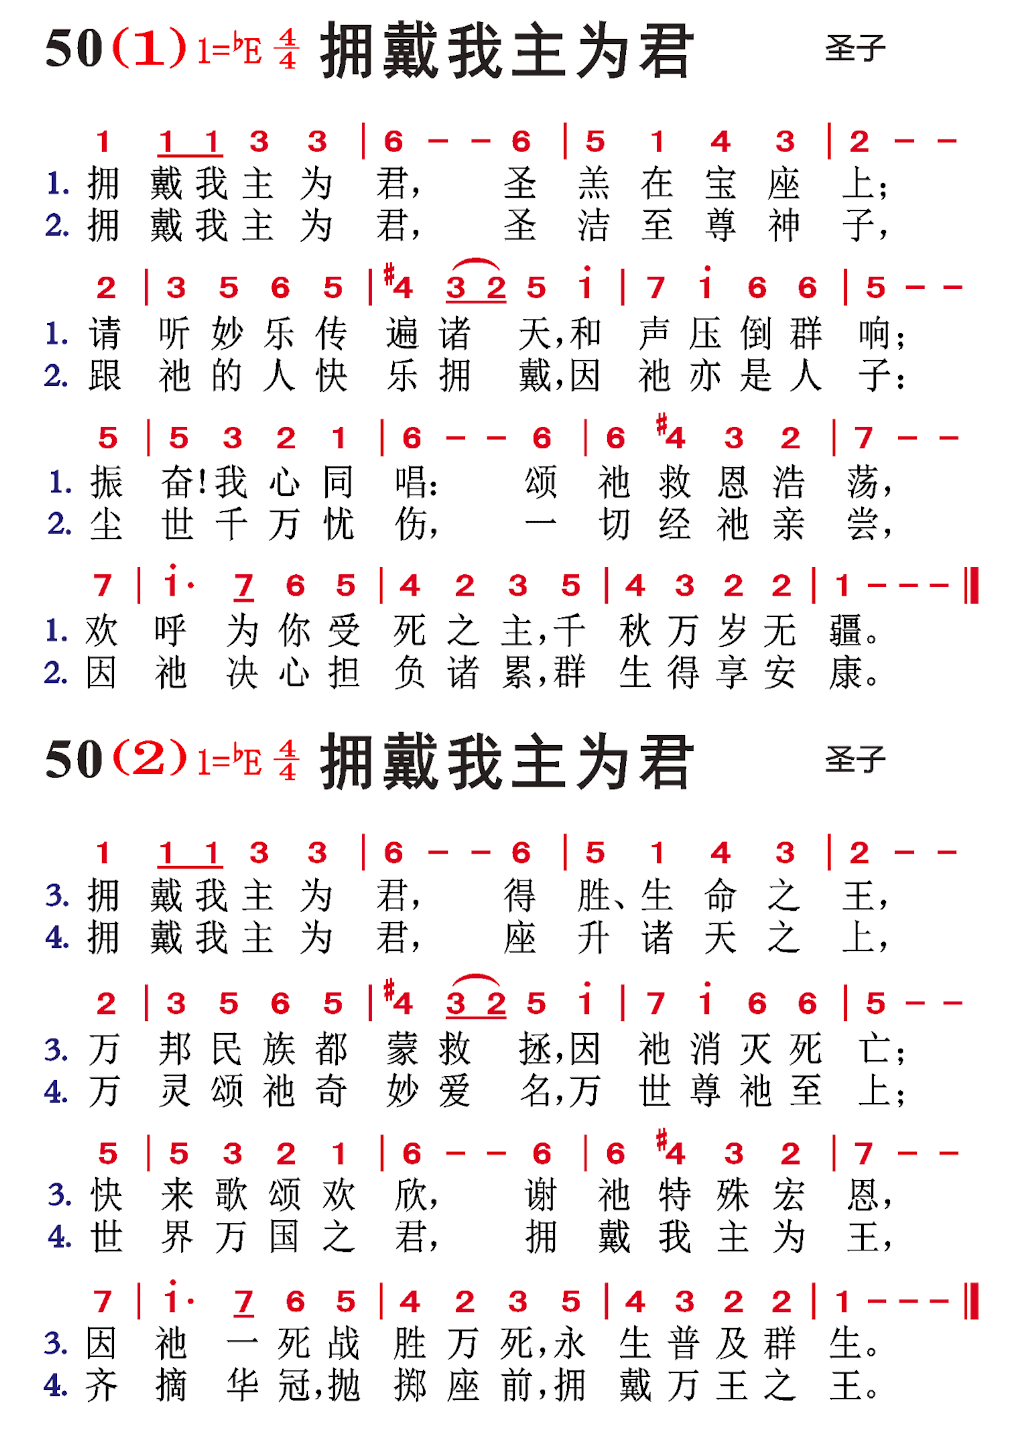 50(1) 1=♭E 4/4 拥戴我主为君 圣子
1 1 1 3 3 | 6 - - 6 | 5 1 4 3 | 2 - -
1. 拥戴我主为君, 圣羔在宝座上;
2. 拥戴我主为君, 圣洁至尊神子,
2 | 3 5 6 5 | #4 3 2 5 i | 7 i 6 6 | 5 - -
1. 请听妙乐传遍诸天,和声压倒群响;
2. 跟祂的人快乐拥戴,因祂亦是人子:
5 | 5 3 2 1 | 6 - - 6 | 6 #4 3 2 | 7 - -
1. 振奋!我心同唱: 颂祂救恩浩荡,
2. 尘世千万忧伤, 一切经祂亲尝,
7 | i· 7 6 5 | 4 2 3 5 | 4 3 2 2 | 1 - - - ‖
1. 欢呼为你受死之主,千秋万岁无疆。
2. 因祂决心担负诸累,群生得享安康。
50(2) 1=♭E 4/4 拥戴我主为君 圣子
1 1 1 3 3 | 6 - - 6 | 5 1 4 3 | 2 - -
3. 拥戴我主为君, 得胜、生命之王,
4. 拥戴我主为君, 座升诸天之上,
2 | 3 5 6 5 | #4 3 2 5 i | 7 i 6 6 | 5 - -
3. 万邦民族都蒙救拯,因祂消灭死亡;
4. 万灵颂祂奇妙爱名,万世尊祂至上;
5 | 5 3 2 1 | 6 - - 6 | 6 #4 3 2 | 7 - -
3. 快来歌颂欢欣, 谢祂特殊宏恩,
4. 世界万国之君, 拥戴我主为王,
7 | i· 7 6 5 | 4 2 3 5 | 4 3 2 2 | 1 - - - ‖
3. 因祂一死战胜万死,永生普及群生。
4. 齐摘华冠,抛掷座前,拥戴万王之王。